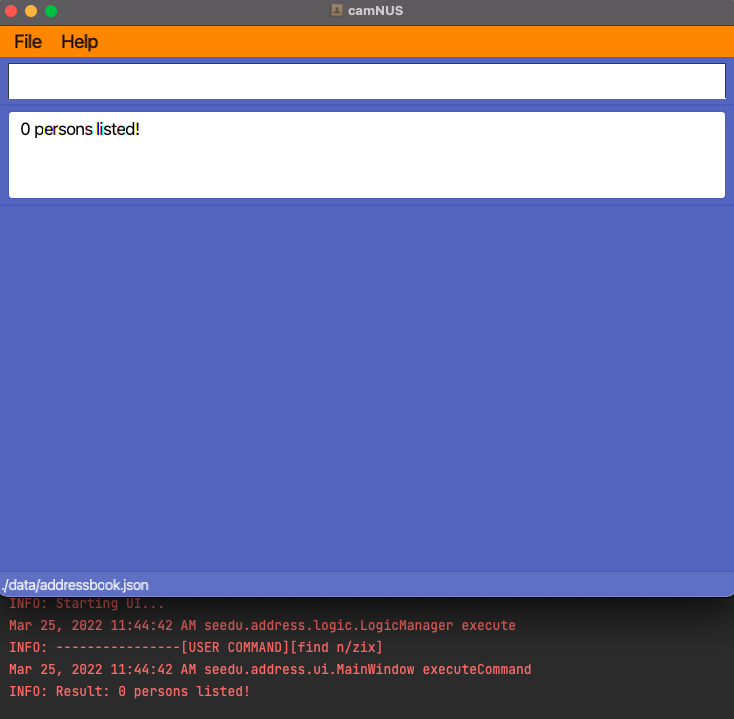 camNUS
File Help
0 persons listed!
./data/addressbook.json
INFO: Starting UI...
Mar 25, 2022 11:44:42 AM seedu.address.logic.LogicManager execute
INFO: ----------------[USER COMMAND][find n/zix]
Mar 25, 2022 11:44:42 AM seedu.address.ui.MainWindow executeCommand
INFO: Result: 0 persons listed!